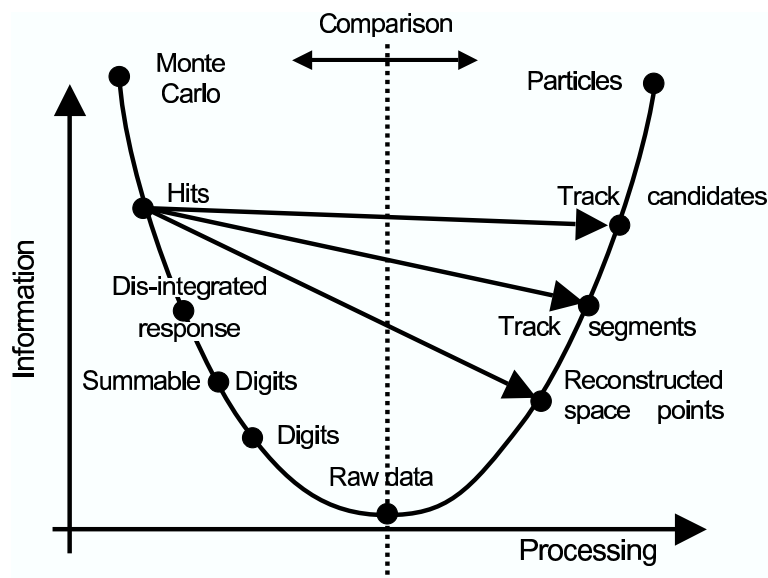 Comparison
Monte
Carlo
Particles
Hits
Track candidates
Dis-integrated
response
Track segments
Summable Digits
Reconstructed
space points
Digits
Raw data
Information
Processing